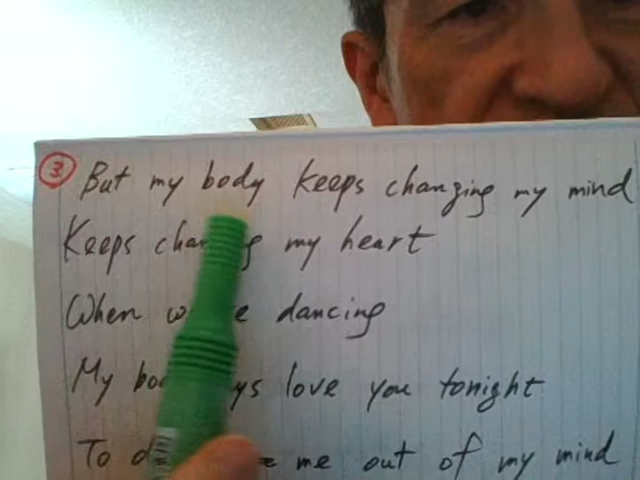 3 But my body keeps changing my mind
Keeps my heart
When dancing
My love you tonight
To me out of my mind